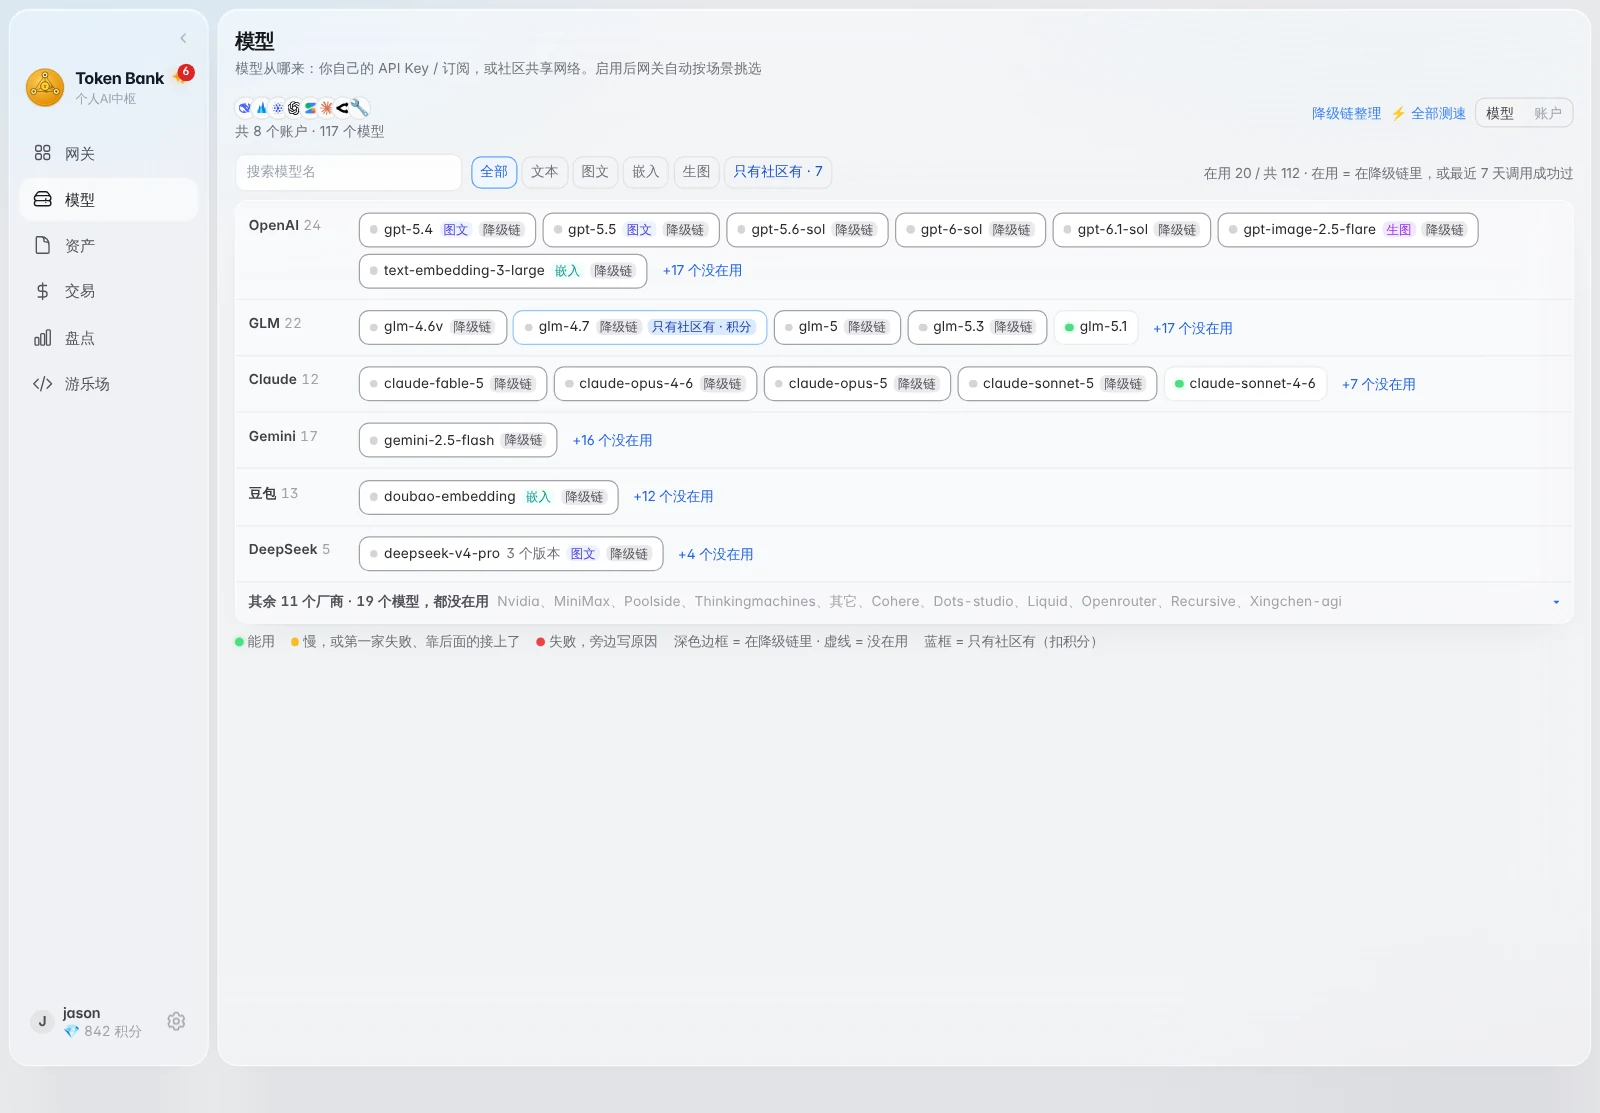 Token Bank
6
个人AI中枢
网关
模型
资产
交易
盘点
游乐场
J
jason
842 积分
模型
模型从哪来：你自己的 API Key / 订阅，或社区共享网络。启用后网关自动按场景挑选
共 8 个账户 · 117 个模型
降级链整理 ⚡ 全部测速 模型 账户
搜索模型名 全部 文本 图文 嵌入 生图 只有社区有 · 7
在用 20 / 共 112 · 在用 = 在降级链里，或最近 7 天调用成功过
OpenAI 24 gpt-5.4 图文 降级链 gpt-5.5 图文 降级链 gpt-5.6-sol 降级链 gpt-6-sol 降级链 gpt-6.1-sol 降级链 gpt-image-2.5-flare 生图 降级链
text-embedding-3-large 嵌入 降级链 +17 个没在用
GLM 22 glm-4.6v 降级链 glm-4.7 降级链 只有社区有 · 积分 glm-5 降级链 glm-5.3 降级链 glm-5.1 +17 个没在用
Claude 12 claude-fable-5 降级链 claude-opus-4-6 降级链 claude-opus-5 降级链 claude-sonnet-5 降级链 claude-sonnet-4-6 +7 个没在用
Gemini 17 gemini-2.5-flash 降级链 +16 个没在用
豆包 13 doubao-embedding 嵌入 降级链 +12 个没在用
DeepSeek 5 deepseek-v4-pro 3 个版本 图文 降级链 +4 个没在用
其余 11 个厂商 · 19 个模型，都没在用 Nvidia、MiniMax、Poolside、Thinkingmachines、其它、Cohere、Dots-studio、Liquid、Openrouter、Recursive、Xingchen-agi
能用 慢，或第一家失败、靠后面的接上了 失败，旁边写原因 深色边框 = 在降级链里 · 虚线 = 没在用 蓝框 = 只有社区有（扣积分）